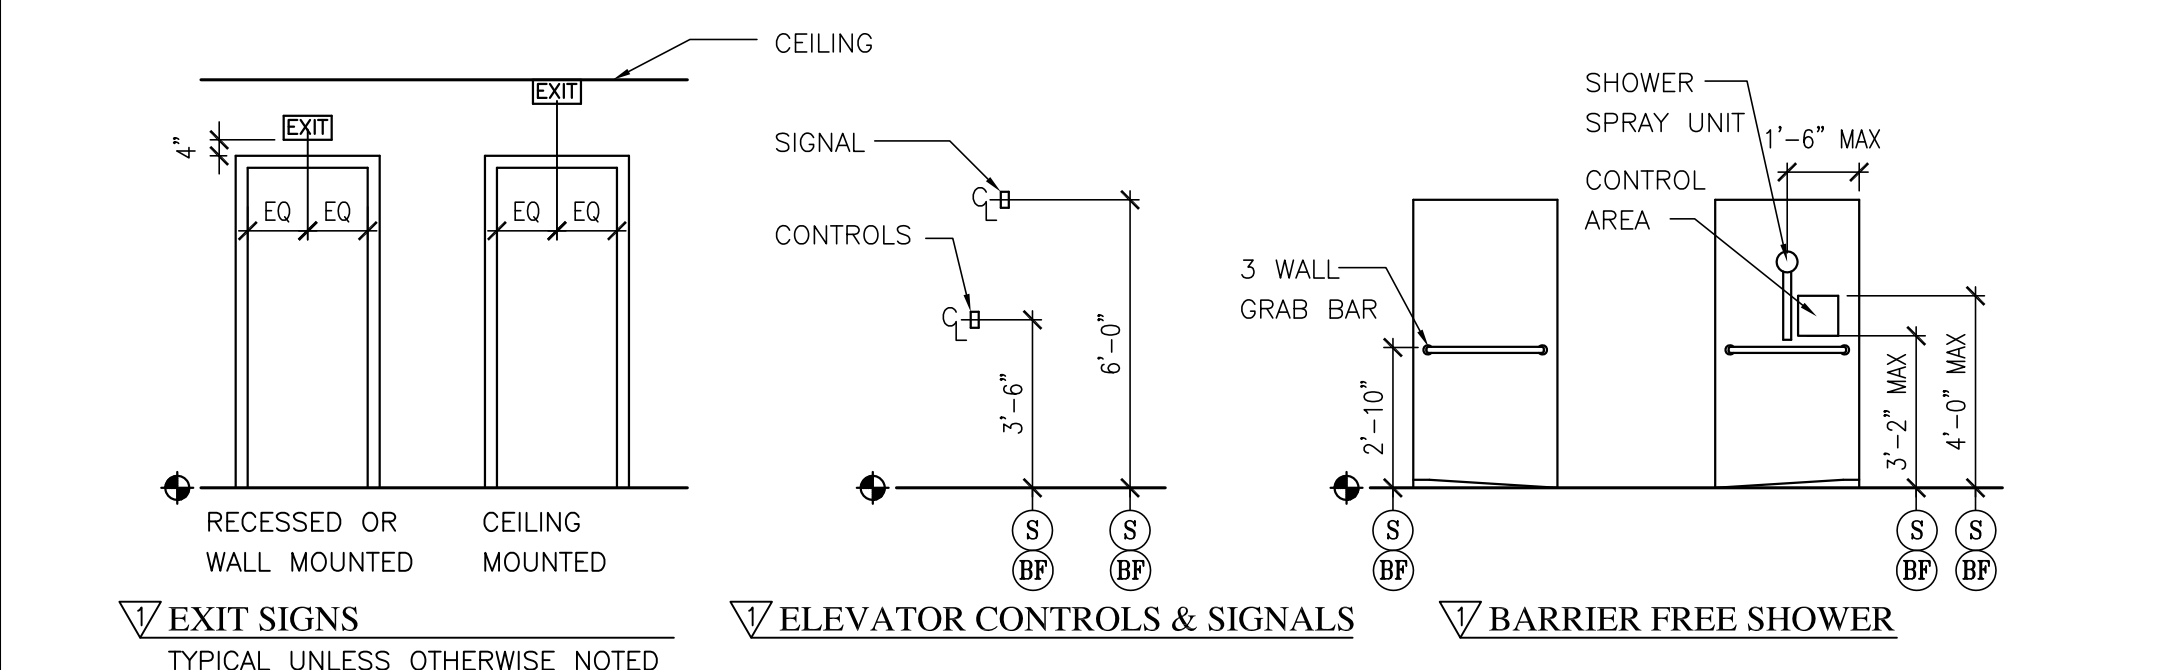 CEILING
EXIT
EXIT
4"
EQ
EQ
EQ
EQ
RECESSED OR
WALL MOUNTED
CEILING
MOUNTED
1 EXIT SIGNS
TYPICAL UNLESS OTHERWISE NOTED
SIGNAL
CL
CONTROLS
CL
3'-6"
6'-0"
S
BF
S
BF
1 ELEVATOR CONTROLS & SIGNALS
SHOWER
SPRAY UNIT
1'-6" MAX
CONTROL
AREA
3 WALL
GRAB BAR
2'-10"
3'-2" MAX
4'-0" MAX
S
BF
S
BF
S
BF
1 BARRIER FREE SHOWER